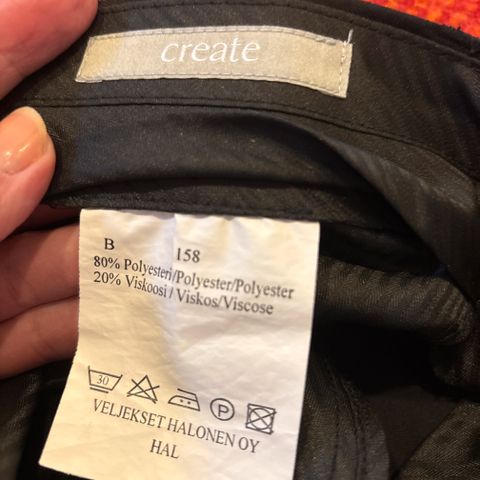 create
B 158
80% Polyesteri/Polyester/Polyester
20% Viskoosi / Viskos/Viscose
30
P
VELJEKSET HALONEN OY
HAL